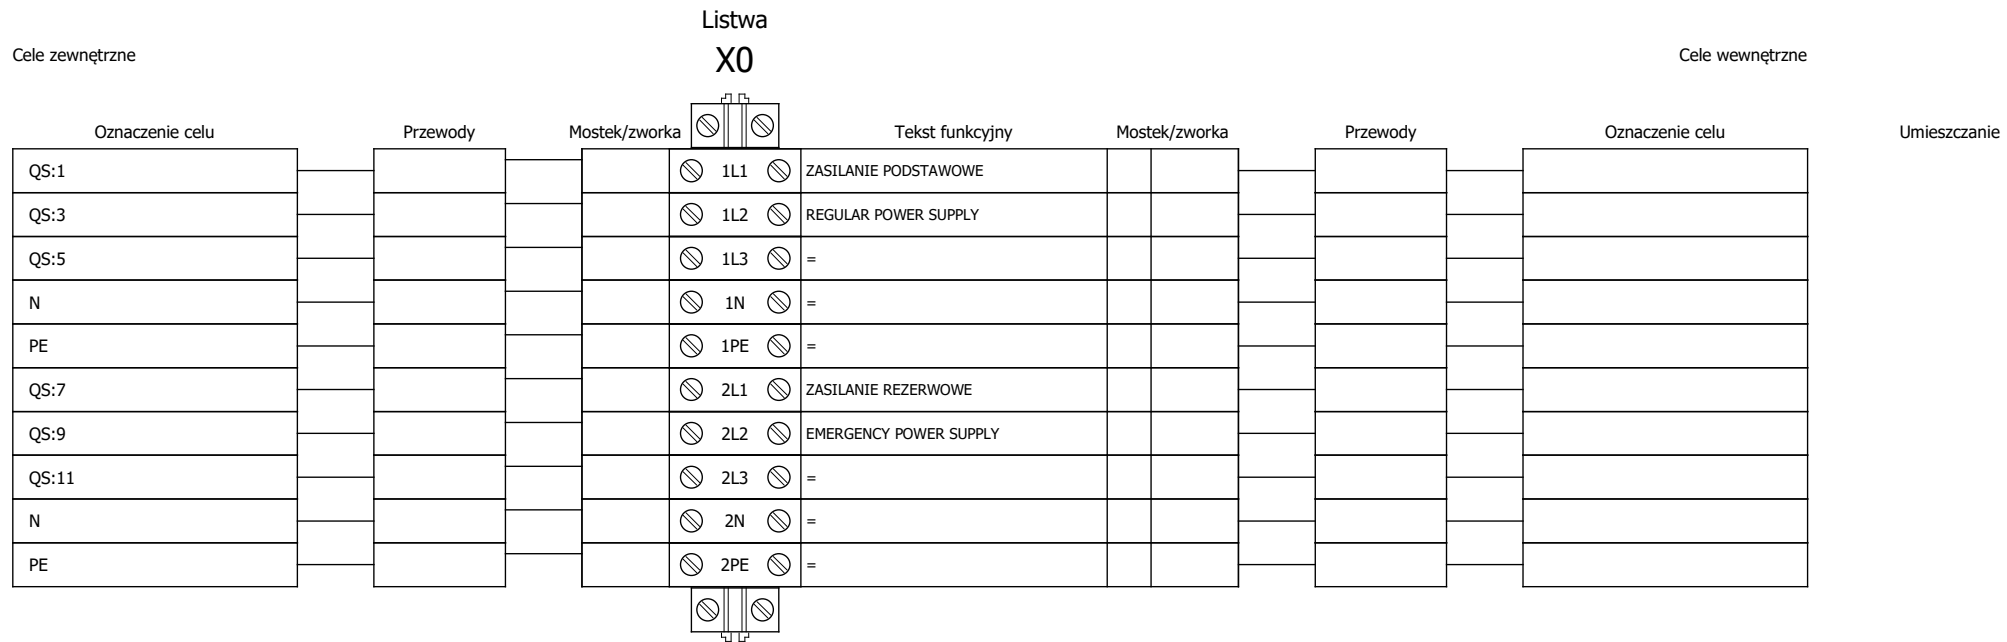 Listwa
X0
Cele zewnętrzne Cele wewnętrzne
Oznaczenie celu Przewody Mostek/zworka Tekst funkcyjny Mostek/zworka Przewody Oznaczenie celu Umieszczanie
QS:1 1L1 ZASILANIE PODSTAWOWE
QS:3 1L2 REGULAR POWER SUPPLY
QS:5 1L3 =
N 1N =
PE 1PE =
QS:7 2L1 ZASILANIE REZERWOWE
QS:9 2L2 EMERGENCY POWER SUPPLY
QS:11 2L3 =
N 2N =
PE 2PE =